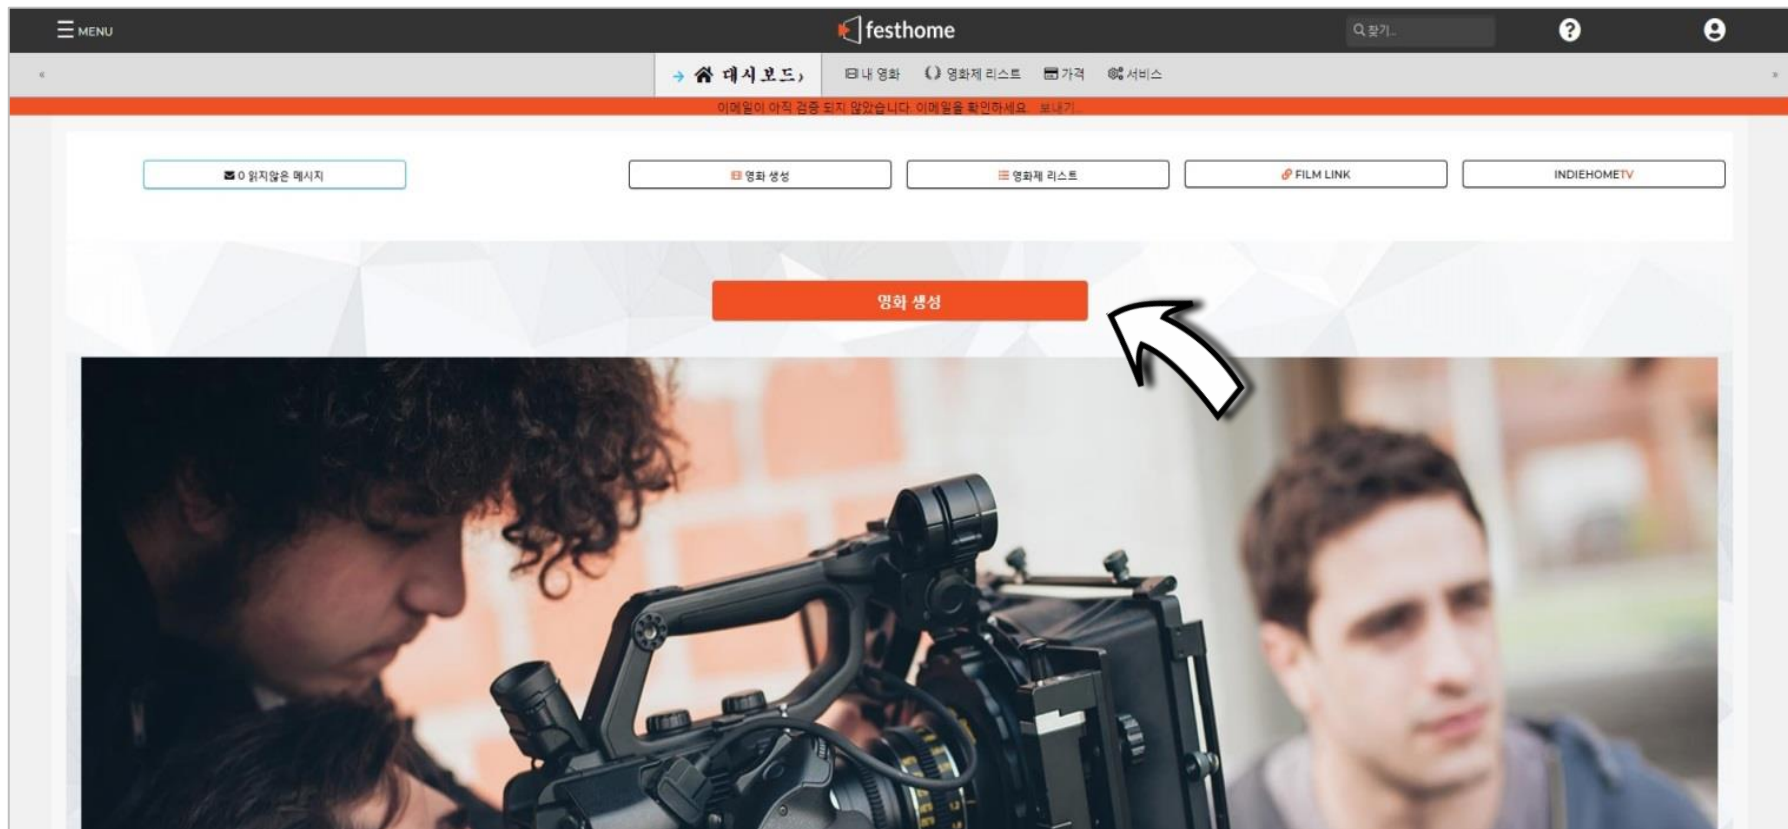 MENU festhome 찾기..
« 대시보드, 내 영화 영화제 리스트 가격 서비스 »
이메일이 아직 검증 되지 않았습니다. 이메일을 확인하세요. 보내기...
0 읽지않은 메시지 영화 생성 영화제 리스트 FILM LINK INDIEHOMETV
영화 생성